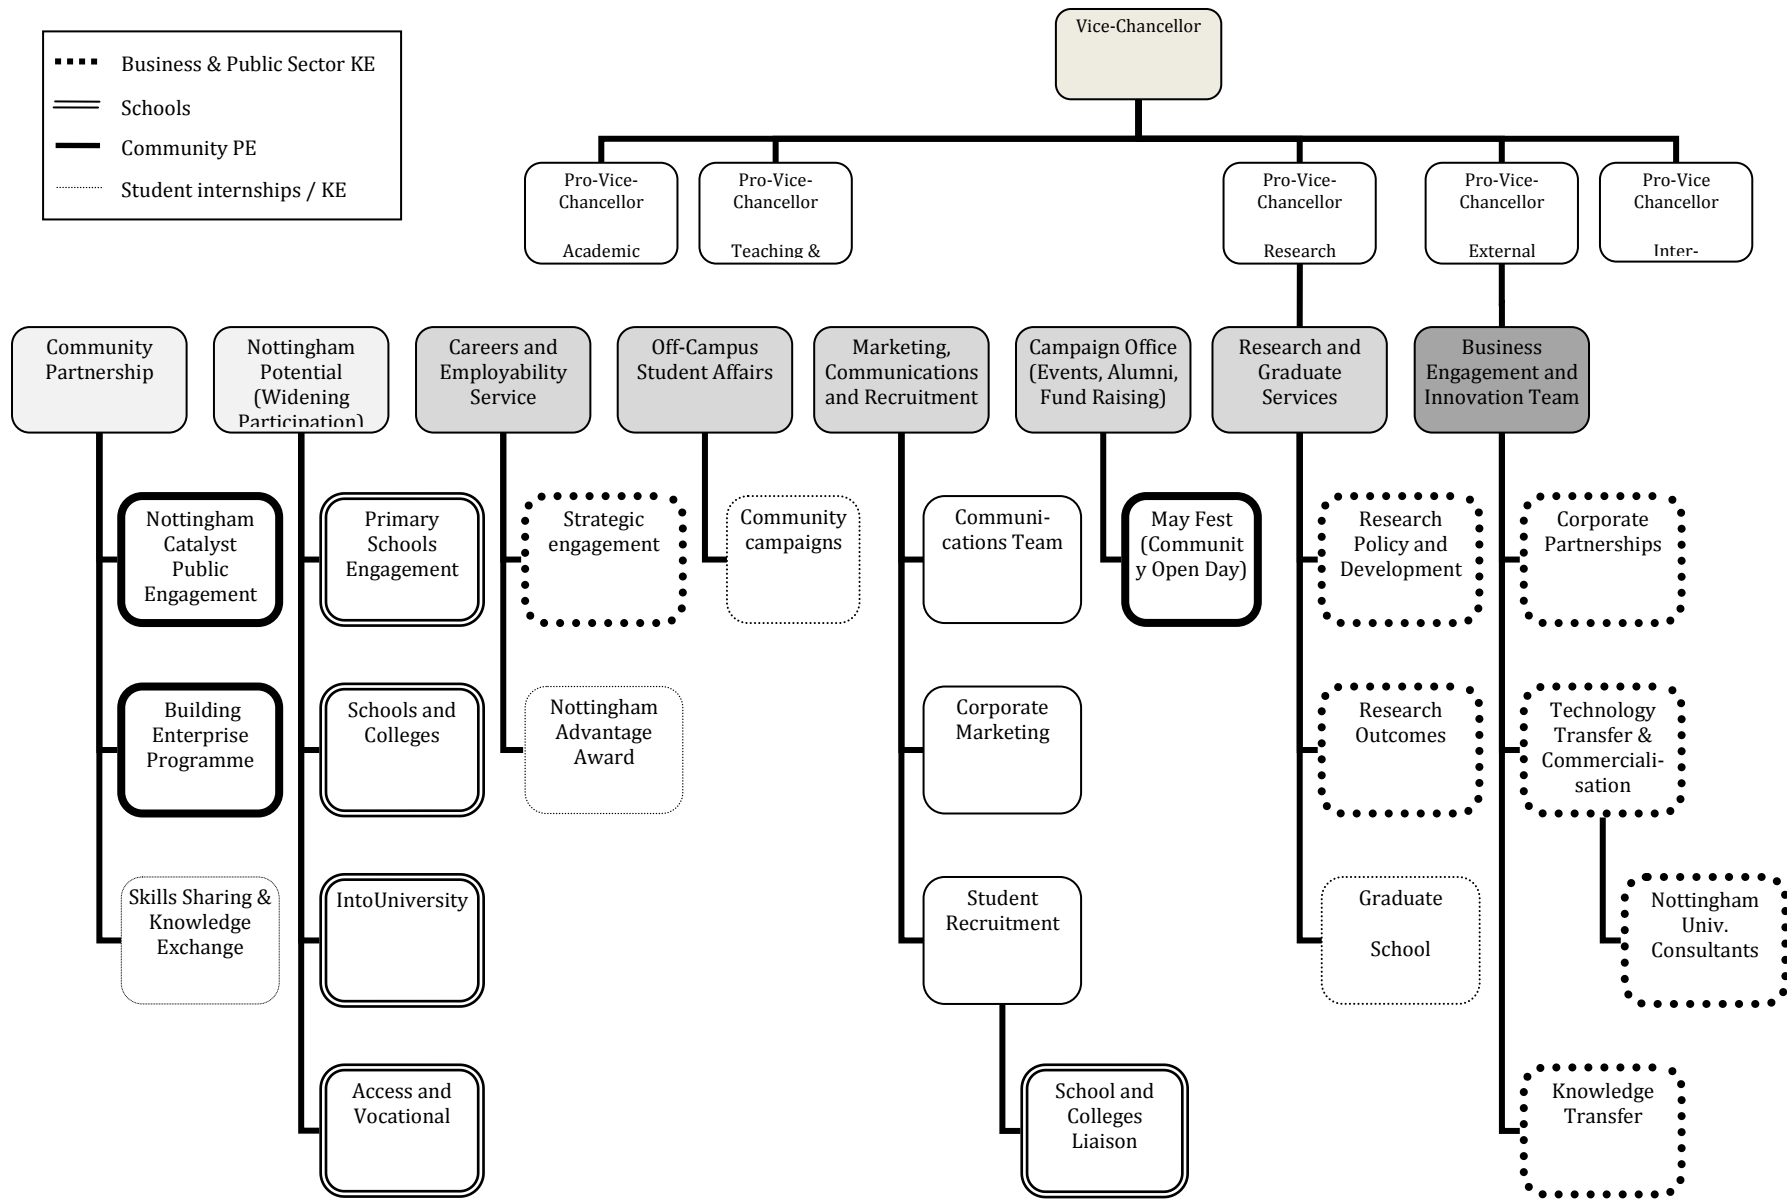 Vice-Chancellor
Business & Public Sector KE
Schools
Community PE
Student internships / KE
Pro-Vice-
Chancellor
Academic
Pro-Vice-
Chancellor
Teaching &
Pro-Vice-
Chancellor
Research
Pro-Vice-
Chancellor
External
Pro-Vice
Chancellor
Inter-
Community
Partnership
Nottingham
Potential
(Widening
Participation)
Careers and
Employability
Service
Off-Campus
Student Affairs
Marketing,
Communications
and Recruitment
Campaign Office
(Events, Alumni,
Fund Raising)
Research and
Graduate
Services
Business
Engagement and
Innovation Team
Nottingham
Catalyst
Public
Engagement
Primary
Schools
Engagement
Strategic
engagement
Community
campaigns
Communi-
cations Team
May Fest
(Communit
y Open Day)
Research
Policy and
Development
Corporate
Partnerships
Building
Enterprise
Programme
Schools and
Colleges
Nottingham
Advantage
Award
Corporate
Marketing
Research
Outcomes
Technology
Transfer &
Commerciali-
sation
Skills Sharing &
Knowledge
Exchange
IntoUniversity
Student
Recruitment
Graduate
School
Nottingham
Univ.
Consultants
Access and
Vocational
School and
Colleges
Liaison
Knowledge
Transfer